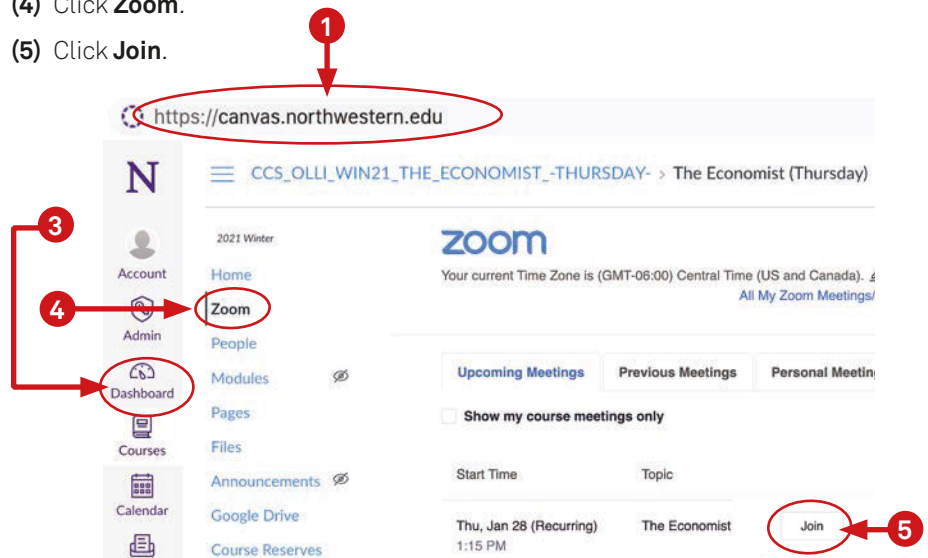 (4) Click Zoom.
(5) Click Join.
1
https://canvas.northwestern.edu
N
CCS_OLLI_WIN21_THE_ECONOMIST_-THURSDAY- > The Economist (Thursday)
3
2021 Winter
zoom
Account
Home
Your current Time Zone is (GMT-06:00) Central Time (US and Canada).
All My Zoom Meetings/
4
Zoom
Admin
People
Dashboard
Modules
Upcoming Meetings
Previous Meetings
Personal Meetin
Pages
Show my course meetings only
Courses
Files
Announcements
Start Time
Topic
Calendar
Google Drive
Thu, Jan 28 (Recurring)
The Economist
Join
5
1:15 PM
Course Reserves